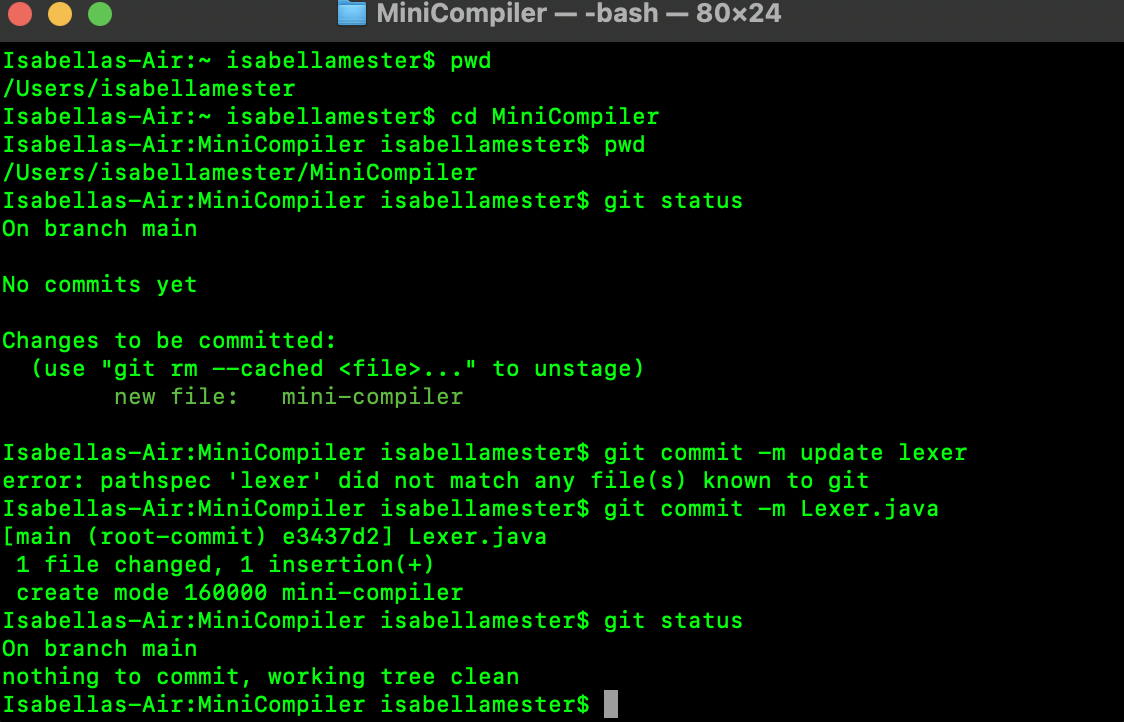 MiniCompiler — -bash — 80×24
Isabellas-Air:~ isabellamester$ pwd
/Users/isabellamester
Isabellas-Air:~ isabellamester$ cd MiniCompiler
Isabellas-Air:MiniCompiler isabellamester$ pwd
/Users/isabellamester/MiniCompiler
Isabellas-Air:MiniCompiler isabellamester$ git status
On branch main

No commits yet

Changes to be committed:
  (use "git rm --cached <file>..." to unstage)
        new file:   mini-compiler

Isabellas-Air:MiniCompiler isabellamester$ git commit -m update lexer
error: pathspec 'lexer' did not match any file(s) known to git
Isabellas-Air:MiniCompiler isabellamester$ git commit -m Lexer.java
[main (root-commit) e3437d2] Lexer.java
 1 file changed, 1 insertion(+)
 create mode 160000 mini-compiler
Isabellas-Air:MiniCompiler isabellamester$ git status
On branch main
nothing to commit, working tree clean
Isabellas-Air:MiniCompiler isabellamester$